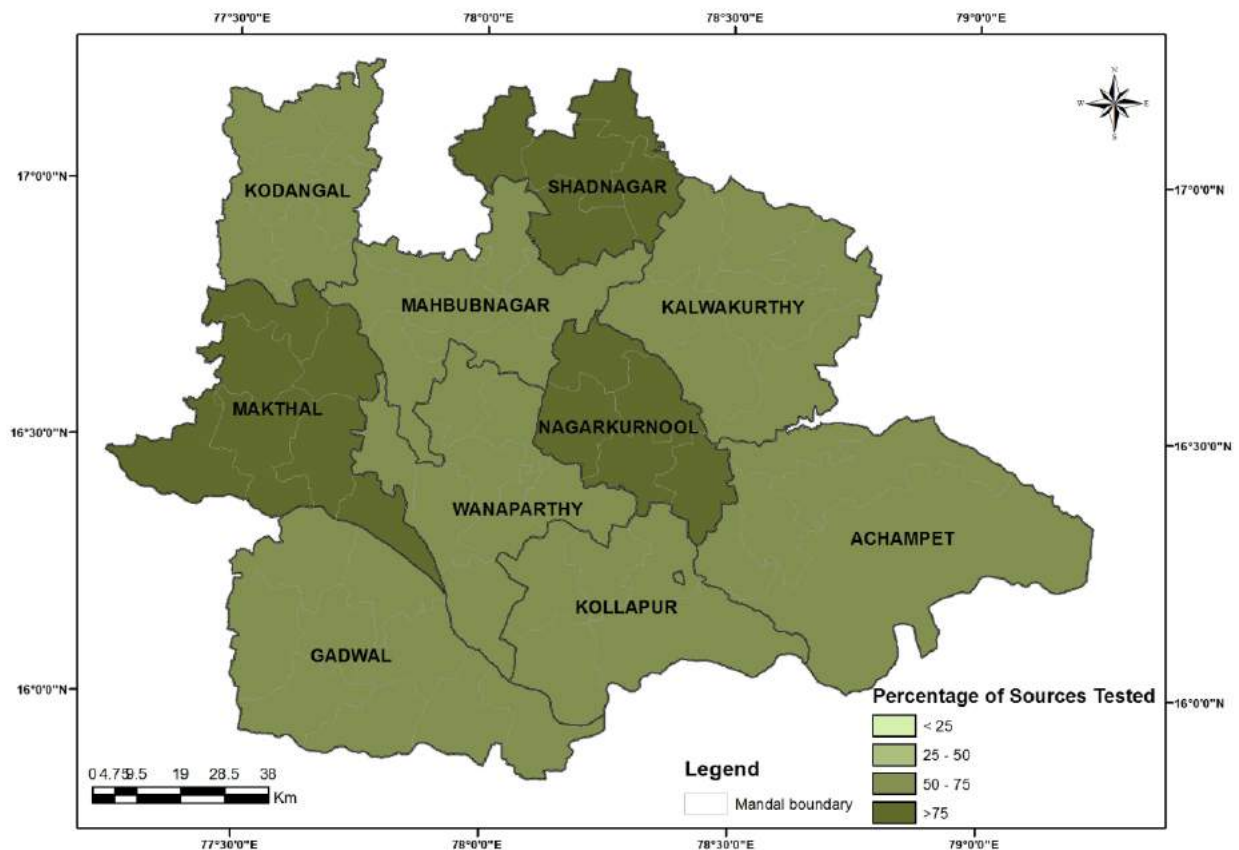 77°30'0"E 78°0'0"E 78°30'0"E 79°0'0"E
N
W E
S
17°0'0"N 17°0'0"N
KODANGAL
SHADNAGAR
MAHBUBNAGAR
KALWAKURTHY
MAKTHAL
NAGARKURNOOL
16°30'0"N 16°30'0"N
WANAPARTHY
ACHAMPET
KOLLAPUR
GADWAL
16°0'0"N 16°0'0"N
Percentage of Sources Tested
< 25
25 - 50
50 - 75
>75
Legend
Mandal boundary
0 4.75 9.5 19 28.5 38
Km
77°30'0"E 78°0'0"E 78°30'0"E 79°0'0"E